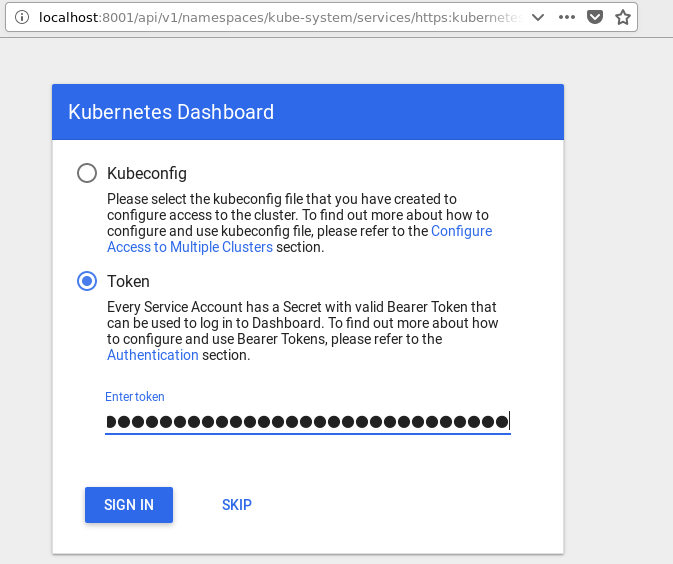 localhost:8001/api/v1/namespaces/kube-system/services/https:kubernetes
Kubernetes Dashboard
Kubeconfig
Please select the kubeconfig file that you have created to
configure access to the cluster. To find out more about how to
configure and use kubeconfig file, please refer to the Configure
Access to Multiple Clusters section.
Token
Every Service Account has a Secret with valid Bearer Token that
can be used to log in to Dashboard. To find out more about how
to configure and use Bearer Tokens, please refer to the
Authentication section.
Enter token
SIGN IN
SKIP